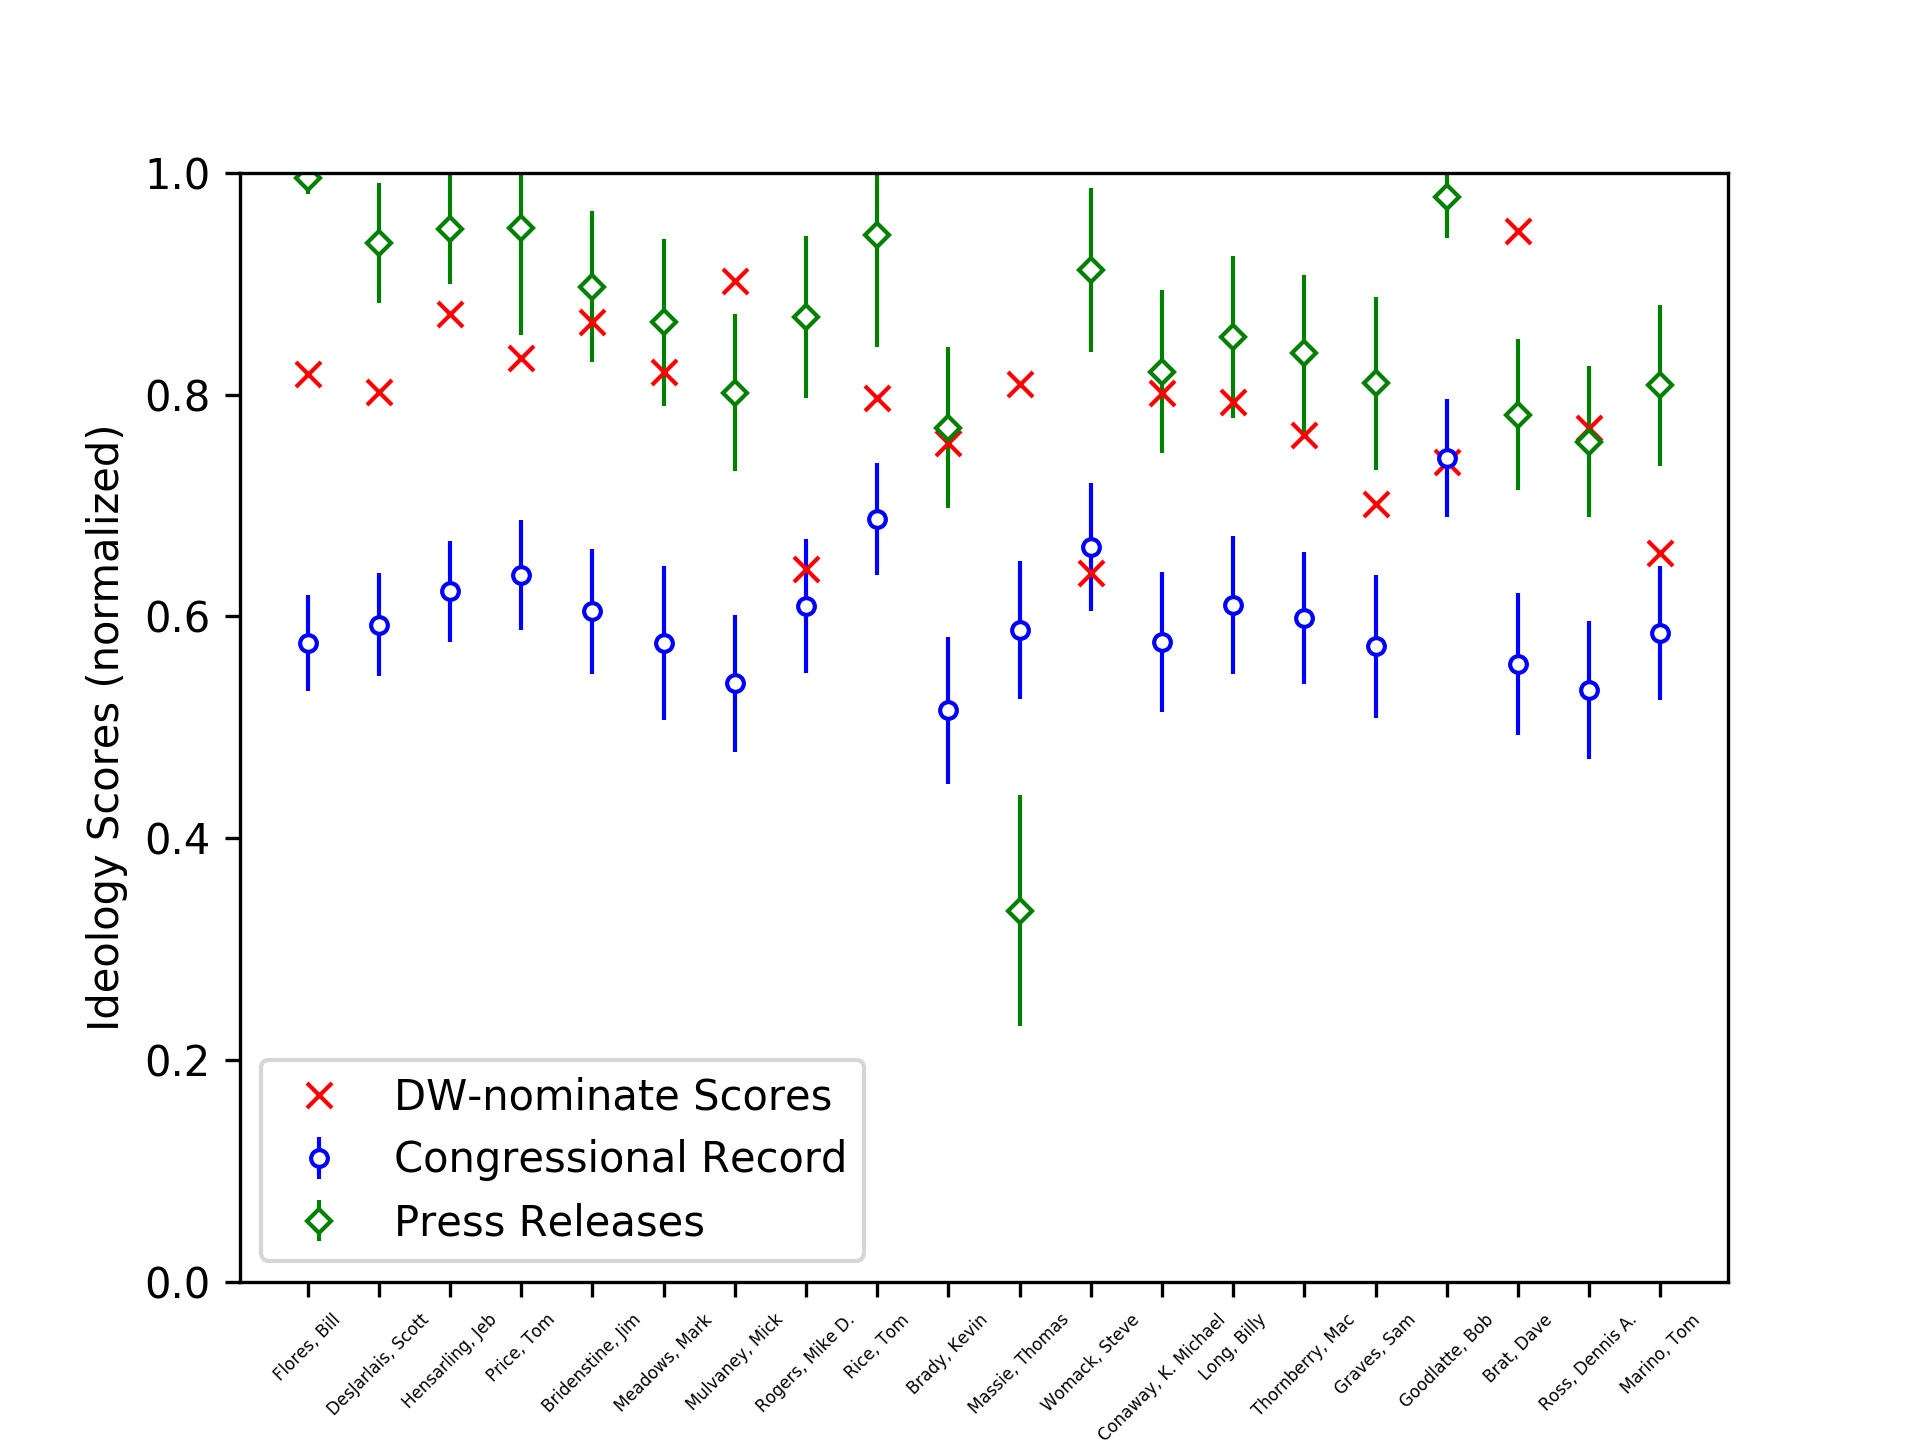 1.0
0.8
0.6
0.4
0.2
0.0
Ideology Scores (normalized)
DW-nominate Scores
Congressional Record
Press Releases
Flores, Bill
DesJarlais, Scott
Hensarling, Jeb
Price, Tom
Bridenstine, Jim
Meadows, Mark
Mulvaney, Mick
Rogers, Mike D.
Rice, Tom
Brady, Kevin
Massie, Thomas
Womack, Steve
Conaway, K. Michael
Long, Billy
Thornberry, Mac
Graves, Sam
Goodlatte, Bob
Brat, Dave
Ross, Dennis A.
Marino, Tom